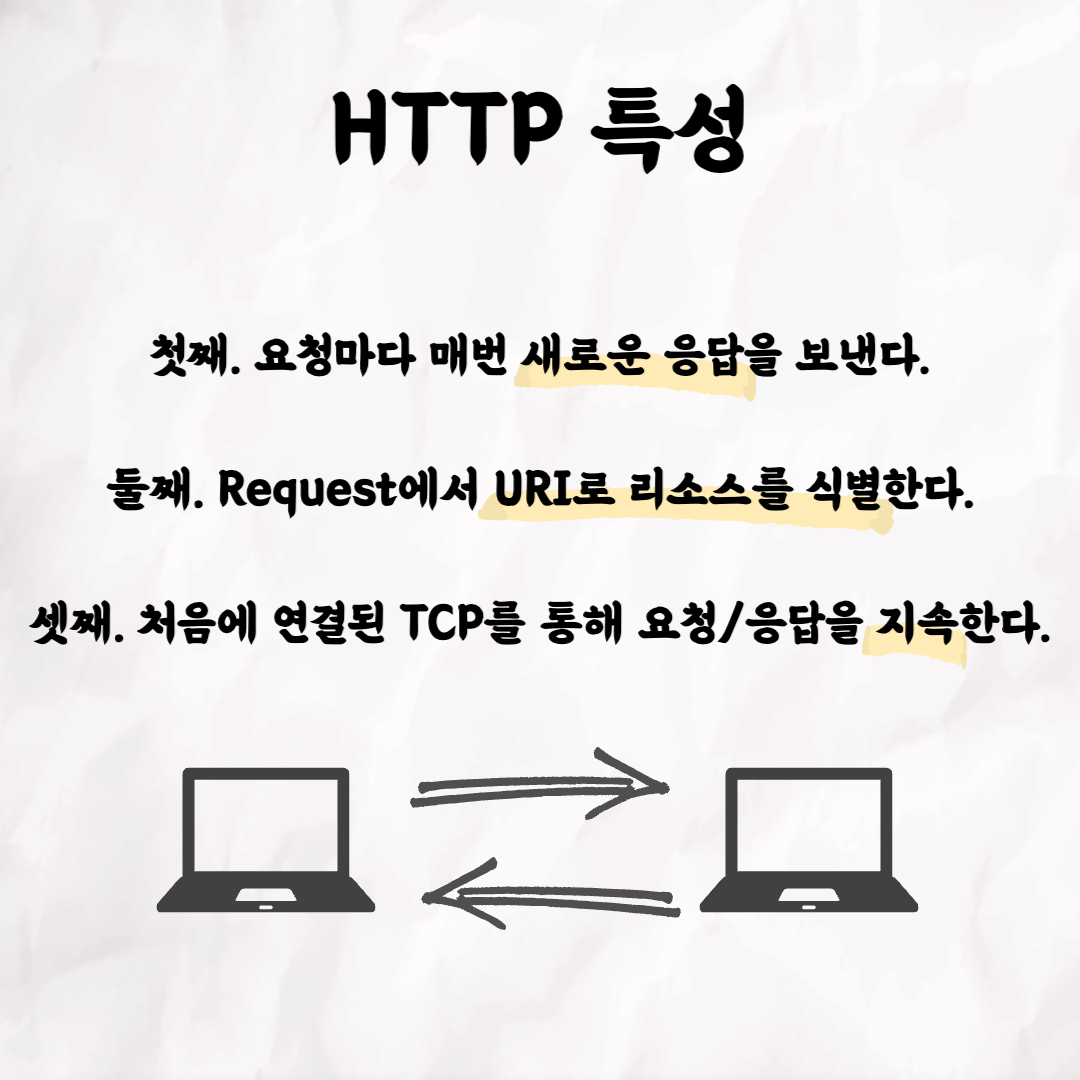 HTTP 특성
첫째. 요청마다 매번 새로운 응답을 보낸다.
둘째. Request에서 URI로 리소스를 식별한다.
셋째. 처음에 연결된 TCP를 통해 요청/응답을 지속한다.